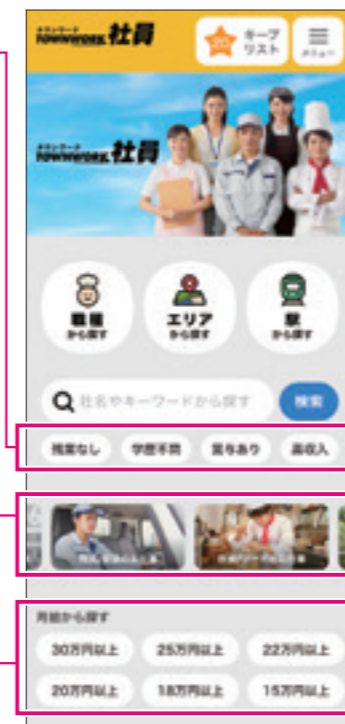 タウンワーク
TOWNWORK 社員
20
キープ
リスト
メニュー
タウンワーク
TOWNWORK 社員
職種
から探す
エリア
から探す
駅
から探す
社名やキーワードから探す
検索
残業なし
学歴不問
賞与あり
高収入
月給から探す
30万円以上
25万円以上
22万円以上
20万円以上
18万円以上
15万円以上